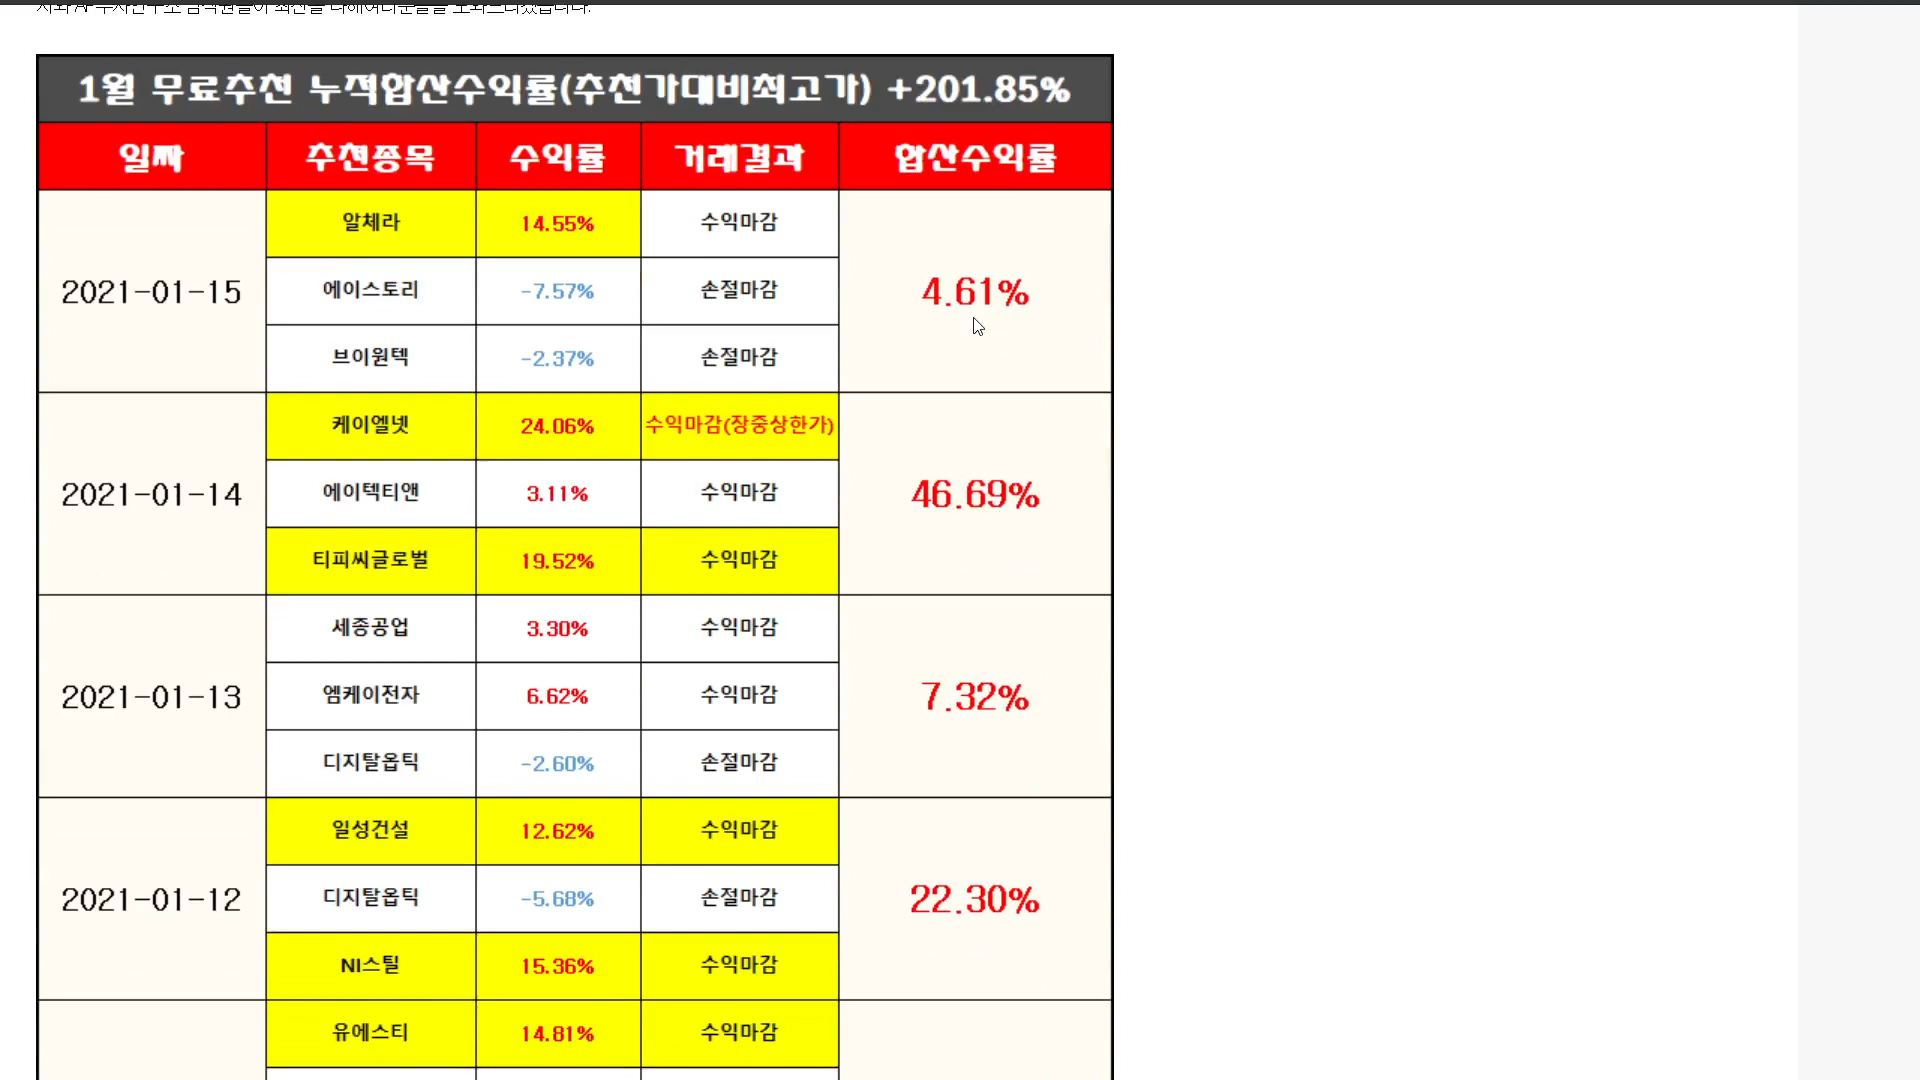 1월 무료추천 누적합산수익률(추천가대비최고가) +201.85%
일짜 추천종목 수익률 거래결과 합산수익률
2021-01-15 알체라 14.55% 수익마감 4.61%
에이스토리 -7.57% 손절마감
브이원텍 -2.37% 손절마감
2021-01-14 케이엘넷 24.06% 수익마감(장중상한가) 46.69%
에이텍티앤 3.11% 수익마감
티피씨글로벌 19.52% 수익마감
2021-01-13 세종공업 3.30% 수익마감 7.32%
엠케이전자 6.62% 수익마감
디지탈옵틱 -2.60% 손절마감
2021-01-12 일성건설 12.62% 수익마감 22.30%
디지탈옵틱 -5.68% 손절마감
NI스틸 15.36% 수익마감
유에스티 14.81% 수익마감